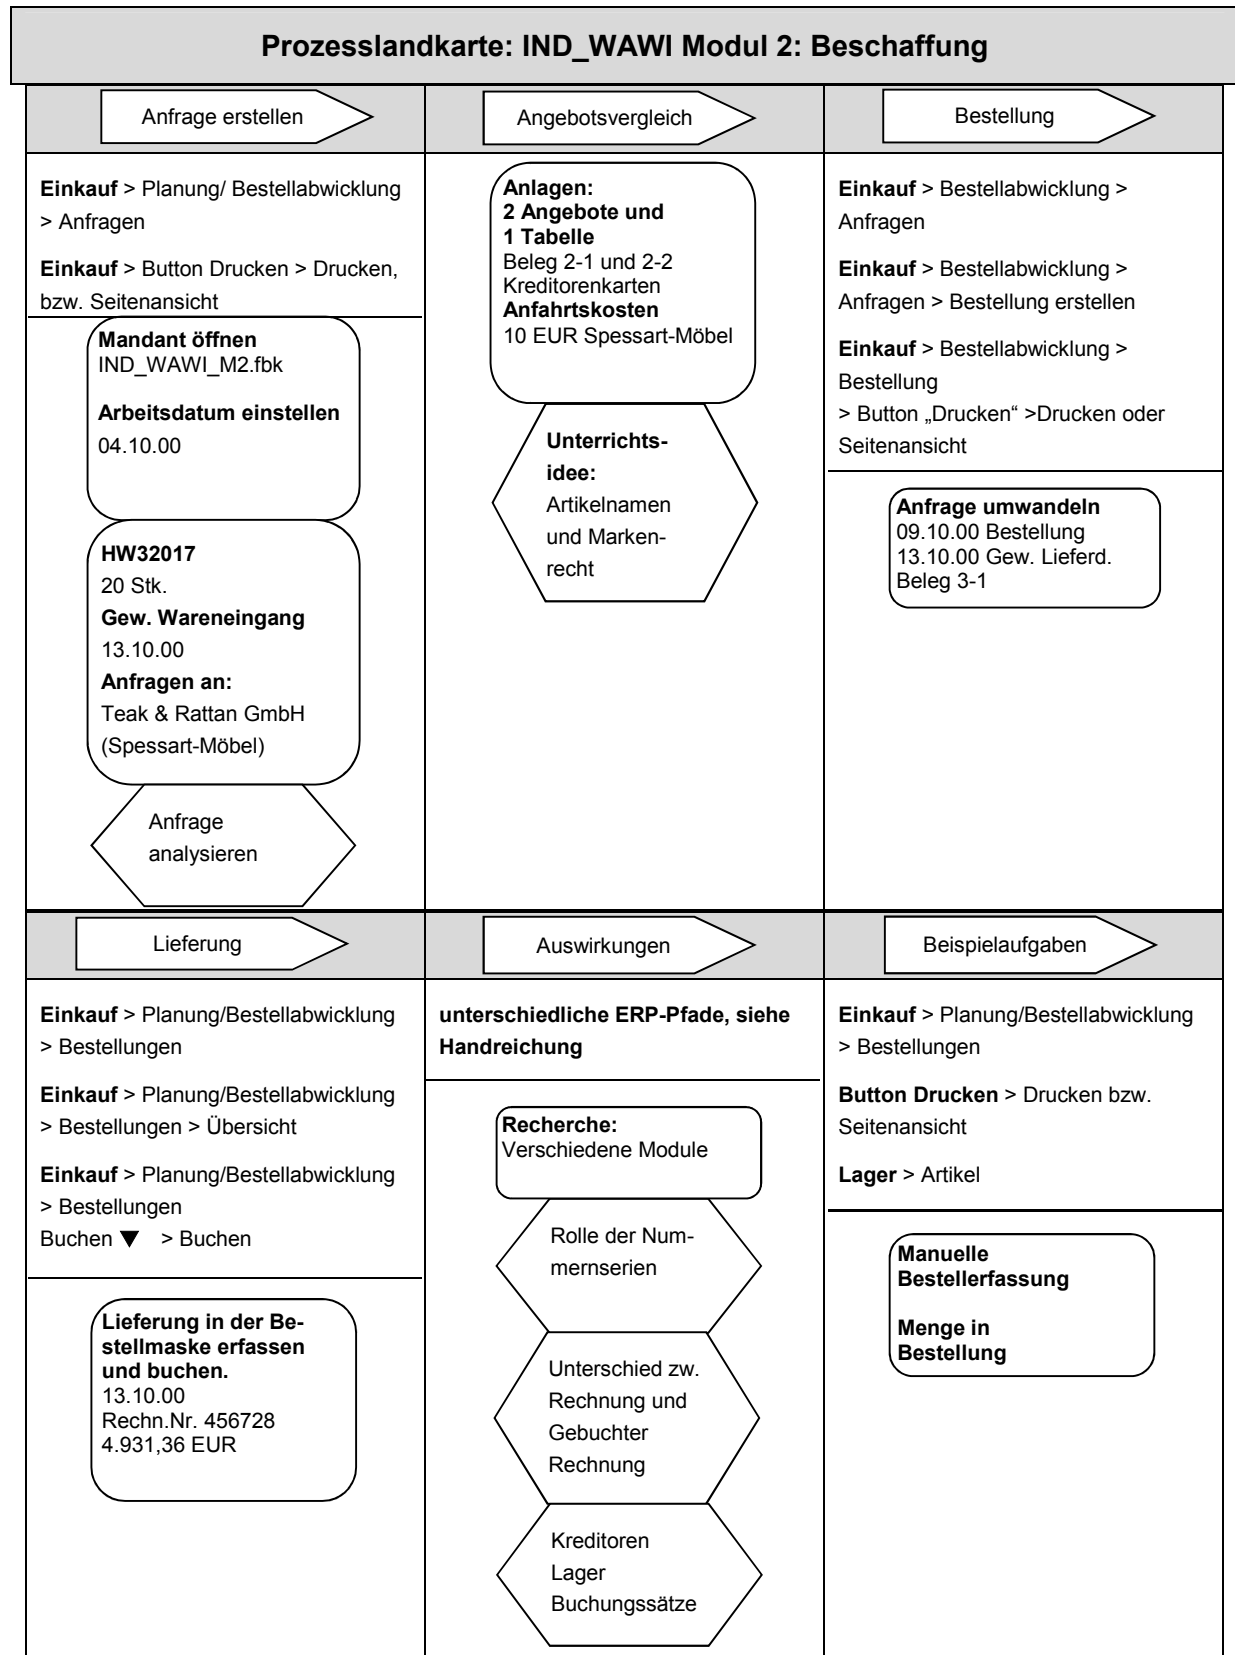 Prozesslandkarte: IND_WAWI Modul 2: Beschaffung
Anfrage erstellen
Einkauf > Planung/ Bestellabwicklung
> Anfragen
Einkauf > Button Drucken > Drucken,
bzw. Seitenansicht
Mandant öffnen
IND_WAWI_M2.fbk
Arbeitsdatum einstellen
04.10.00
HW32017
20 Stk.
Gew. Wareneingang
13.10.00
Anfragen an:
Teak & Rattan GmbH
(Spessart-Möbel)
Anfrage
analysieren
Angebotsvergleich
Anlagen:
2 Angebote und
1 Tabelle
Beleg 2-1 und 2-2
Kreditorenkarten
Anfahrtskosten
10 EUR Spessart-Möbel
Unterrichts-
idee:
Artikelnamen
und Marken-
recht
Bestellung
Einkauf > Bestellabwicklung >
Anfragen
Einkauf > Bestellabwicklung >
Anfragen > Bestellung erstellen
Einkauf > Bestellabwicklung >
Bestellung
> Button „Drucken“ >Drucken oder
Seitenansicht
Anfrage umwandeln
09.10.00 Bestellung
13.10.00 Gew. Lieferd.
Beleg 3-1
Lieferung
Einkauf > Planung/Bestellabwicklung
> Bestellungen
Einkauf > Planung/Bestellabwicklung
> Bestellungen > Übersicht
Einkauf > Planung/Bestellabwicklung
> Bestellungen
Buchen ▼ > Buchen
Lieferung in der Be-
stellmaske erfassen
und buchen.
13.10.00
Rechn.Nr. 456728
4.931,36 EUR
Auswirkungen
unterschiedliche ERP-Pfade, siehe
Handreichung
Recherche:
Verschiedene Module
Rolle der Num-
mernserien
Unterschied zw.
Rechnung und
Gebuchter
Rechnung
Kreditoren
Lager
Buchungssätze
Beispielaufgaben
Einkauf > Planung/Bestellabwicklung
> Bestellungen
Button Drucken > Drucken bzw.
Seitenansicht
Lager > Artikel
Manuelle
Bestellerfassung
Menge in
Bestellung